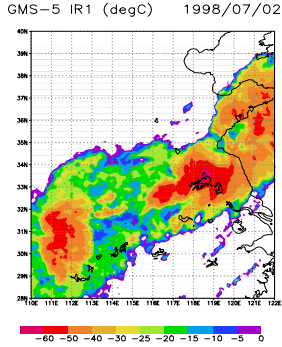 GMS-5 IR1 (degC) 1998/07/02
40N
39N
38N
37N
36N
35N
34N
33N
32N
31N
30N
29N
28N
110E 111E 112E 113E 114E 115E 116E 117E 118E 119E 120E 121E 122E
-60 -50 -40 -30 -25 -20 -15 -10 -5 0